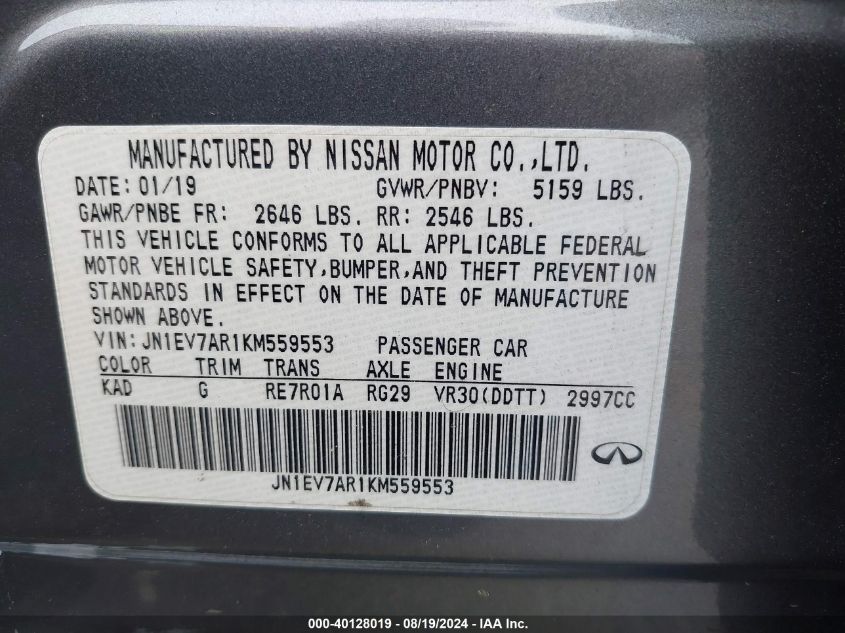 MANUFACTURED BY NISSAN MOTOR CO.,LTD.
DATE: 01/19 GVWR/PNBV: 5159 LBS.
GAWR/PNBE FR: 2646 LBS. RR: 2546 LBS.
THIS VEHICLE CONFORMS TO ALL APPLICABLE FEDERAL
MOTOR VEHICLE SAFETY,BUMPER,AND THEFT PREVENTION
STANDARDS IN EFFECT ON THE DATE OF MANUFACTURE
SHOWN ABOVE.
VIN:JN1EV7AR1KM559553 PASSENGER CAR
COLOR TRIM TRANS AXLE ENGINE
KAD G RE7R01A RG29 VR30(DDTT) 2997CC
JN1EV7AR1KM559553
000-40128019 - 08/19/2024 - IAA Inc.